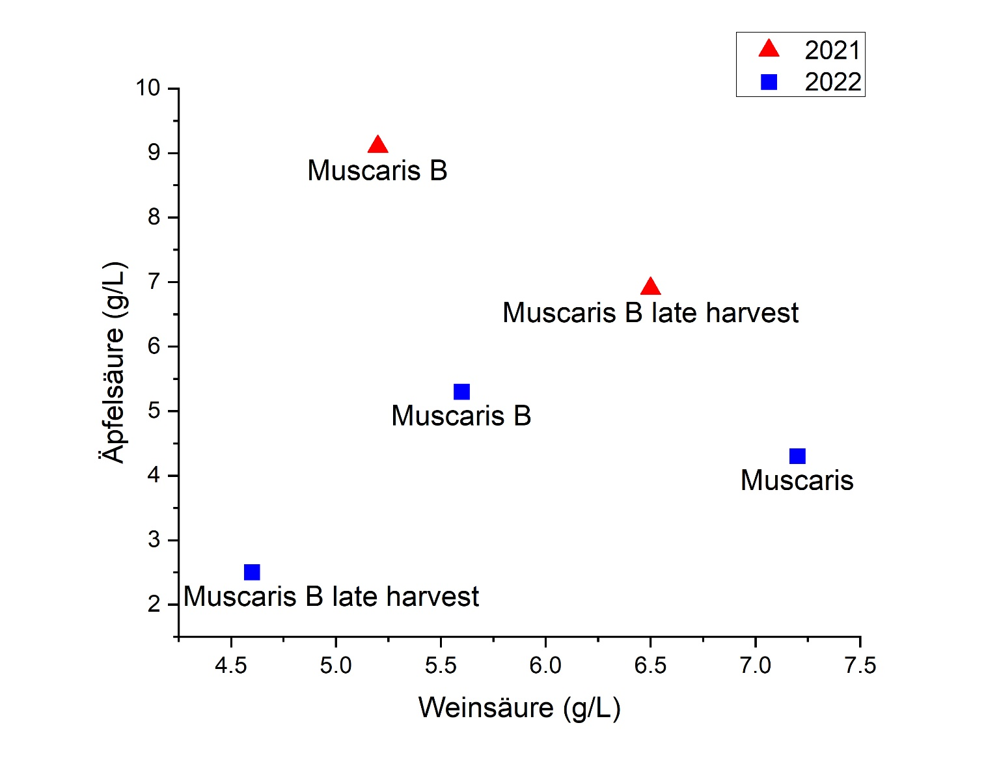 2021
2022
10
9
Muscaris B
8
7
Muscaris B late harvest
6
5
Muscaris B
4
Muscaris
3
2
Muscaris B late harvest
Äpfelsäure (g/L)
4.5 5.0 5.5 6.0 6.5 7.0 7.5
Weinsäure (g/L)